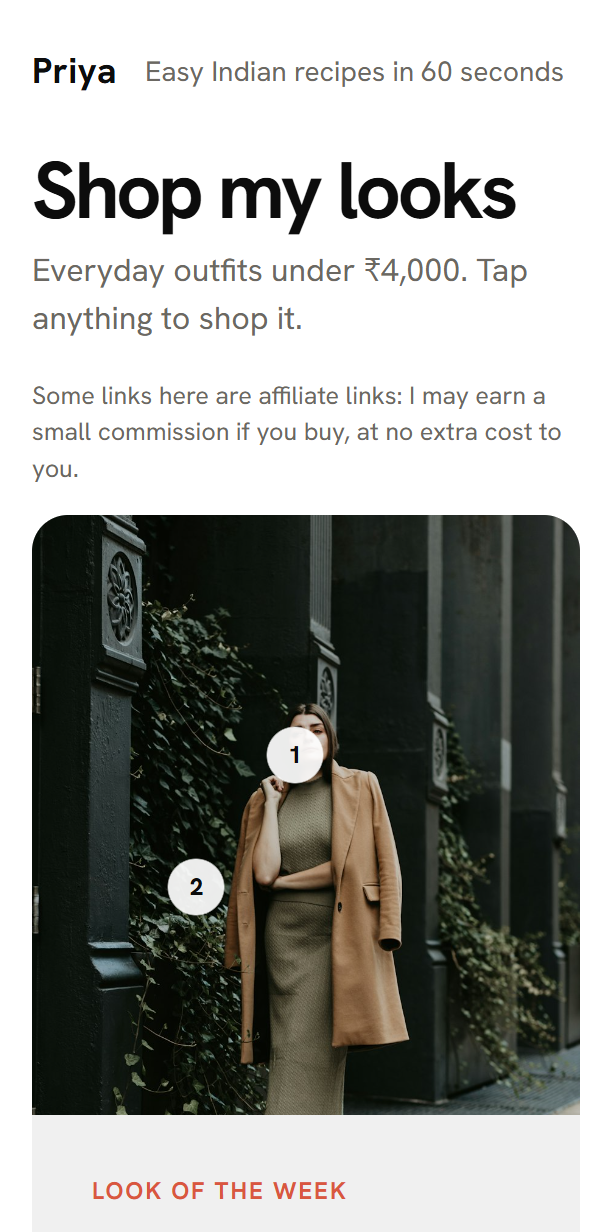 Priya Easy Indian recipes in 60 seconds
Shop my looks
Everyday outfits under ₹4,000. Tap
anything to shop it.
Some links here are affiliate links: I may earn a
small commission if you buy, at no extra cost to
you.
1
2
LOOK OF THE WEEK